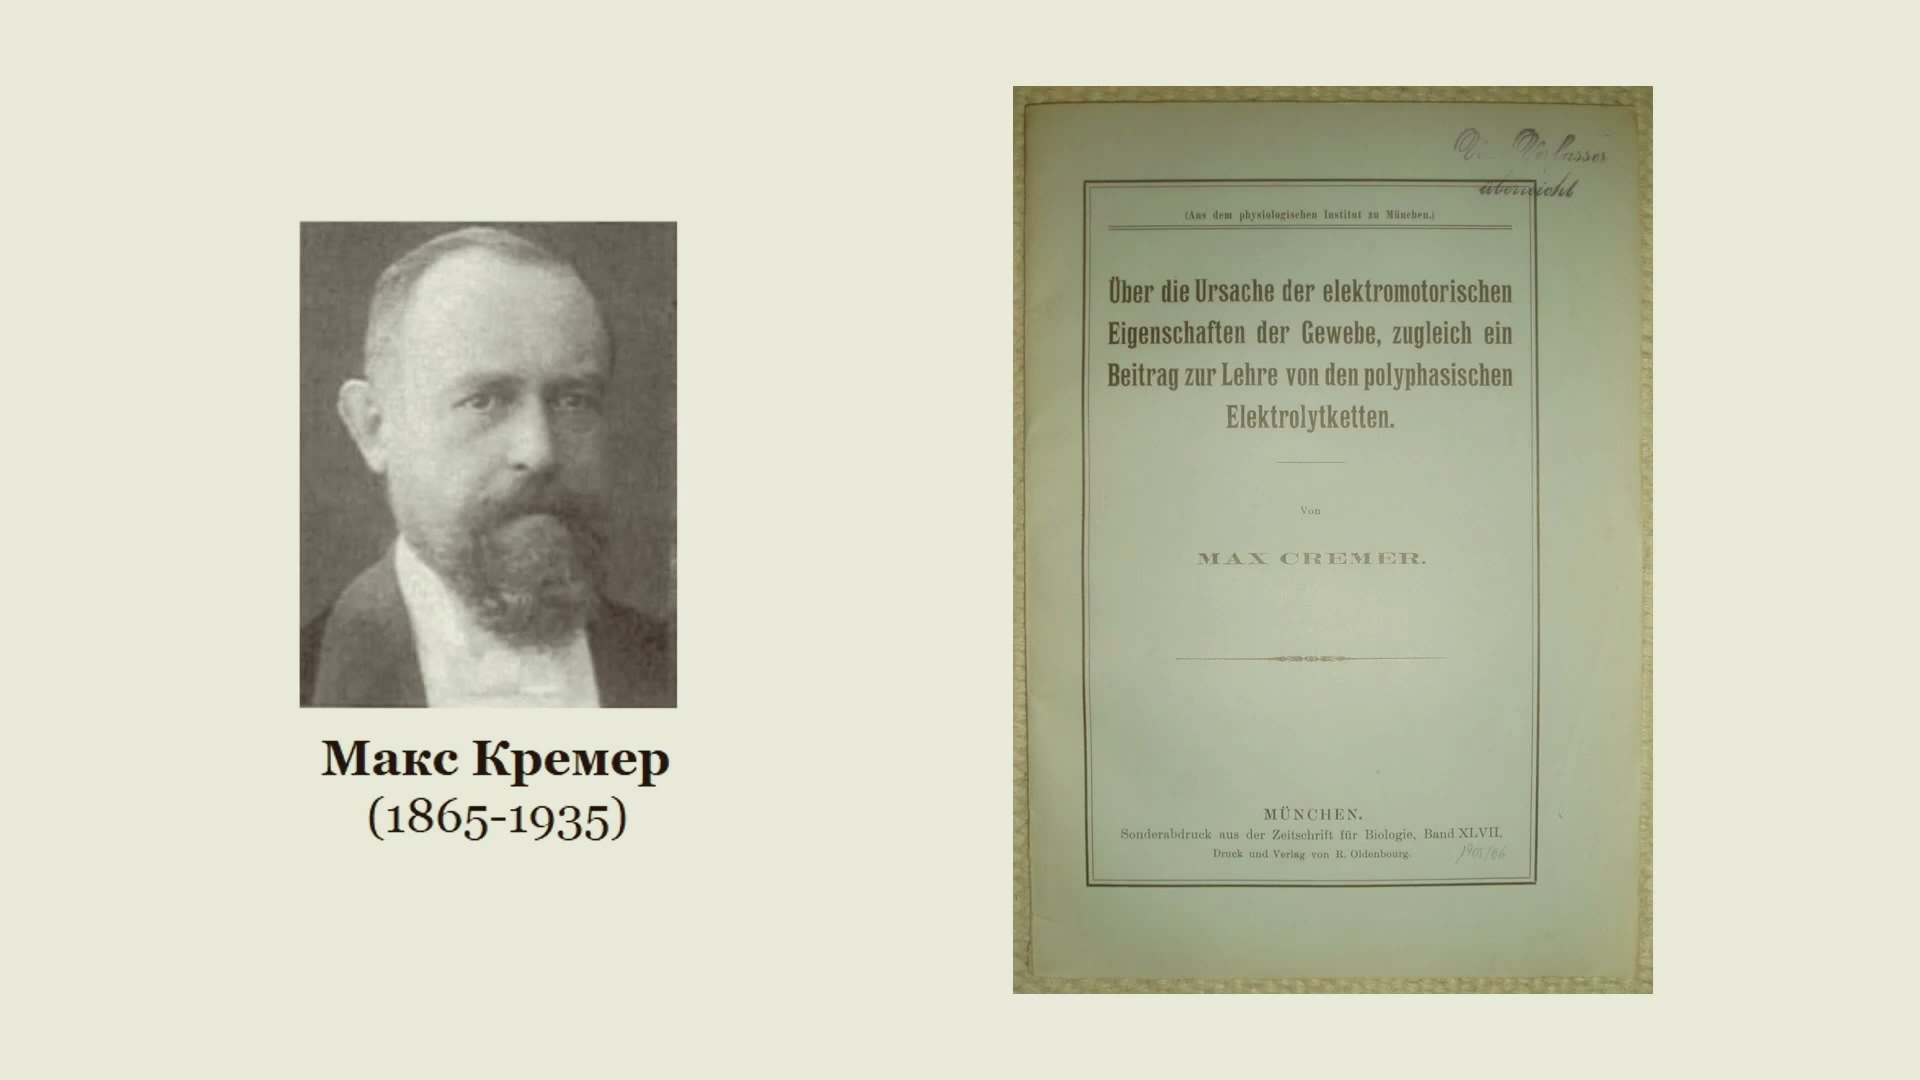 Макс Кремер
(1865-1935)
Verfasser
überreicht
(Aus dem physiologischen Institut zu München.)
Über die Ursache der elektromotorischen
Eigenschaften der Gewebe, zugleich ein
Beitrag zur Lehre von den polyphasischen
Elektrolytketten.
Von
MAX CREMER.
MÜNCHEN.
Sonderabdruck aus der Zeitschrift für Biologie, Band XLVII,
Druck und Verlag von R. Oldenbourg.